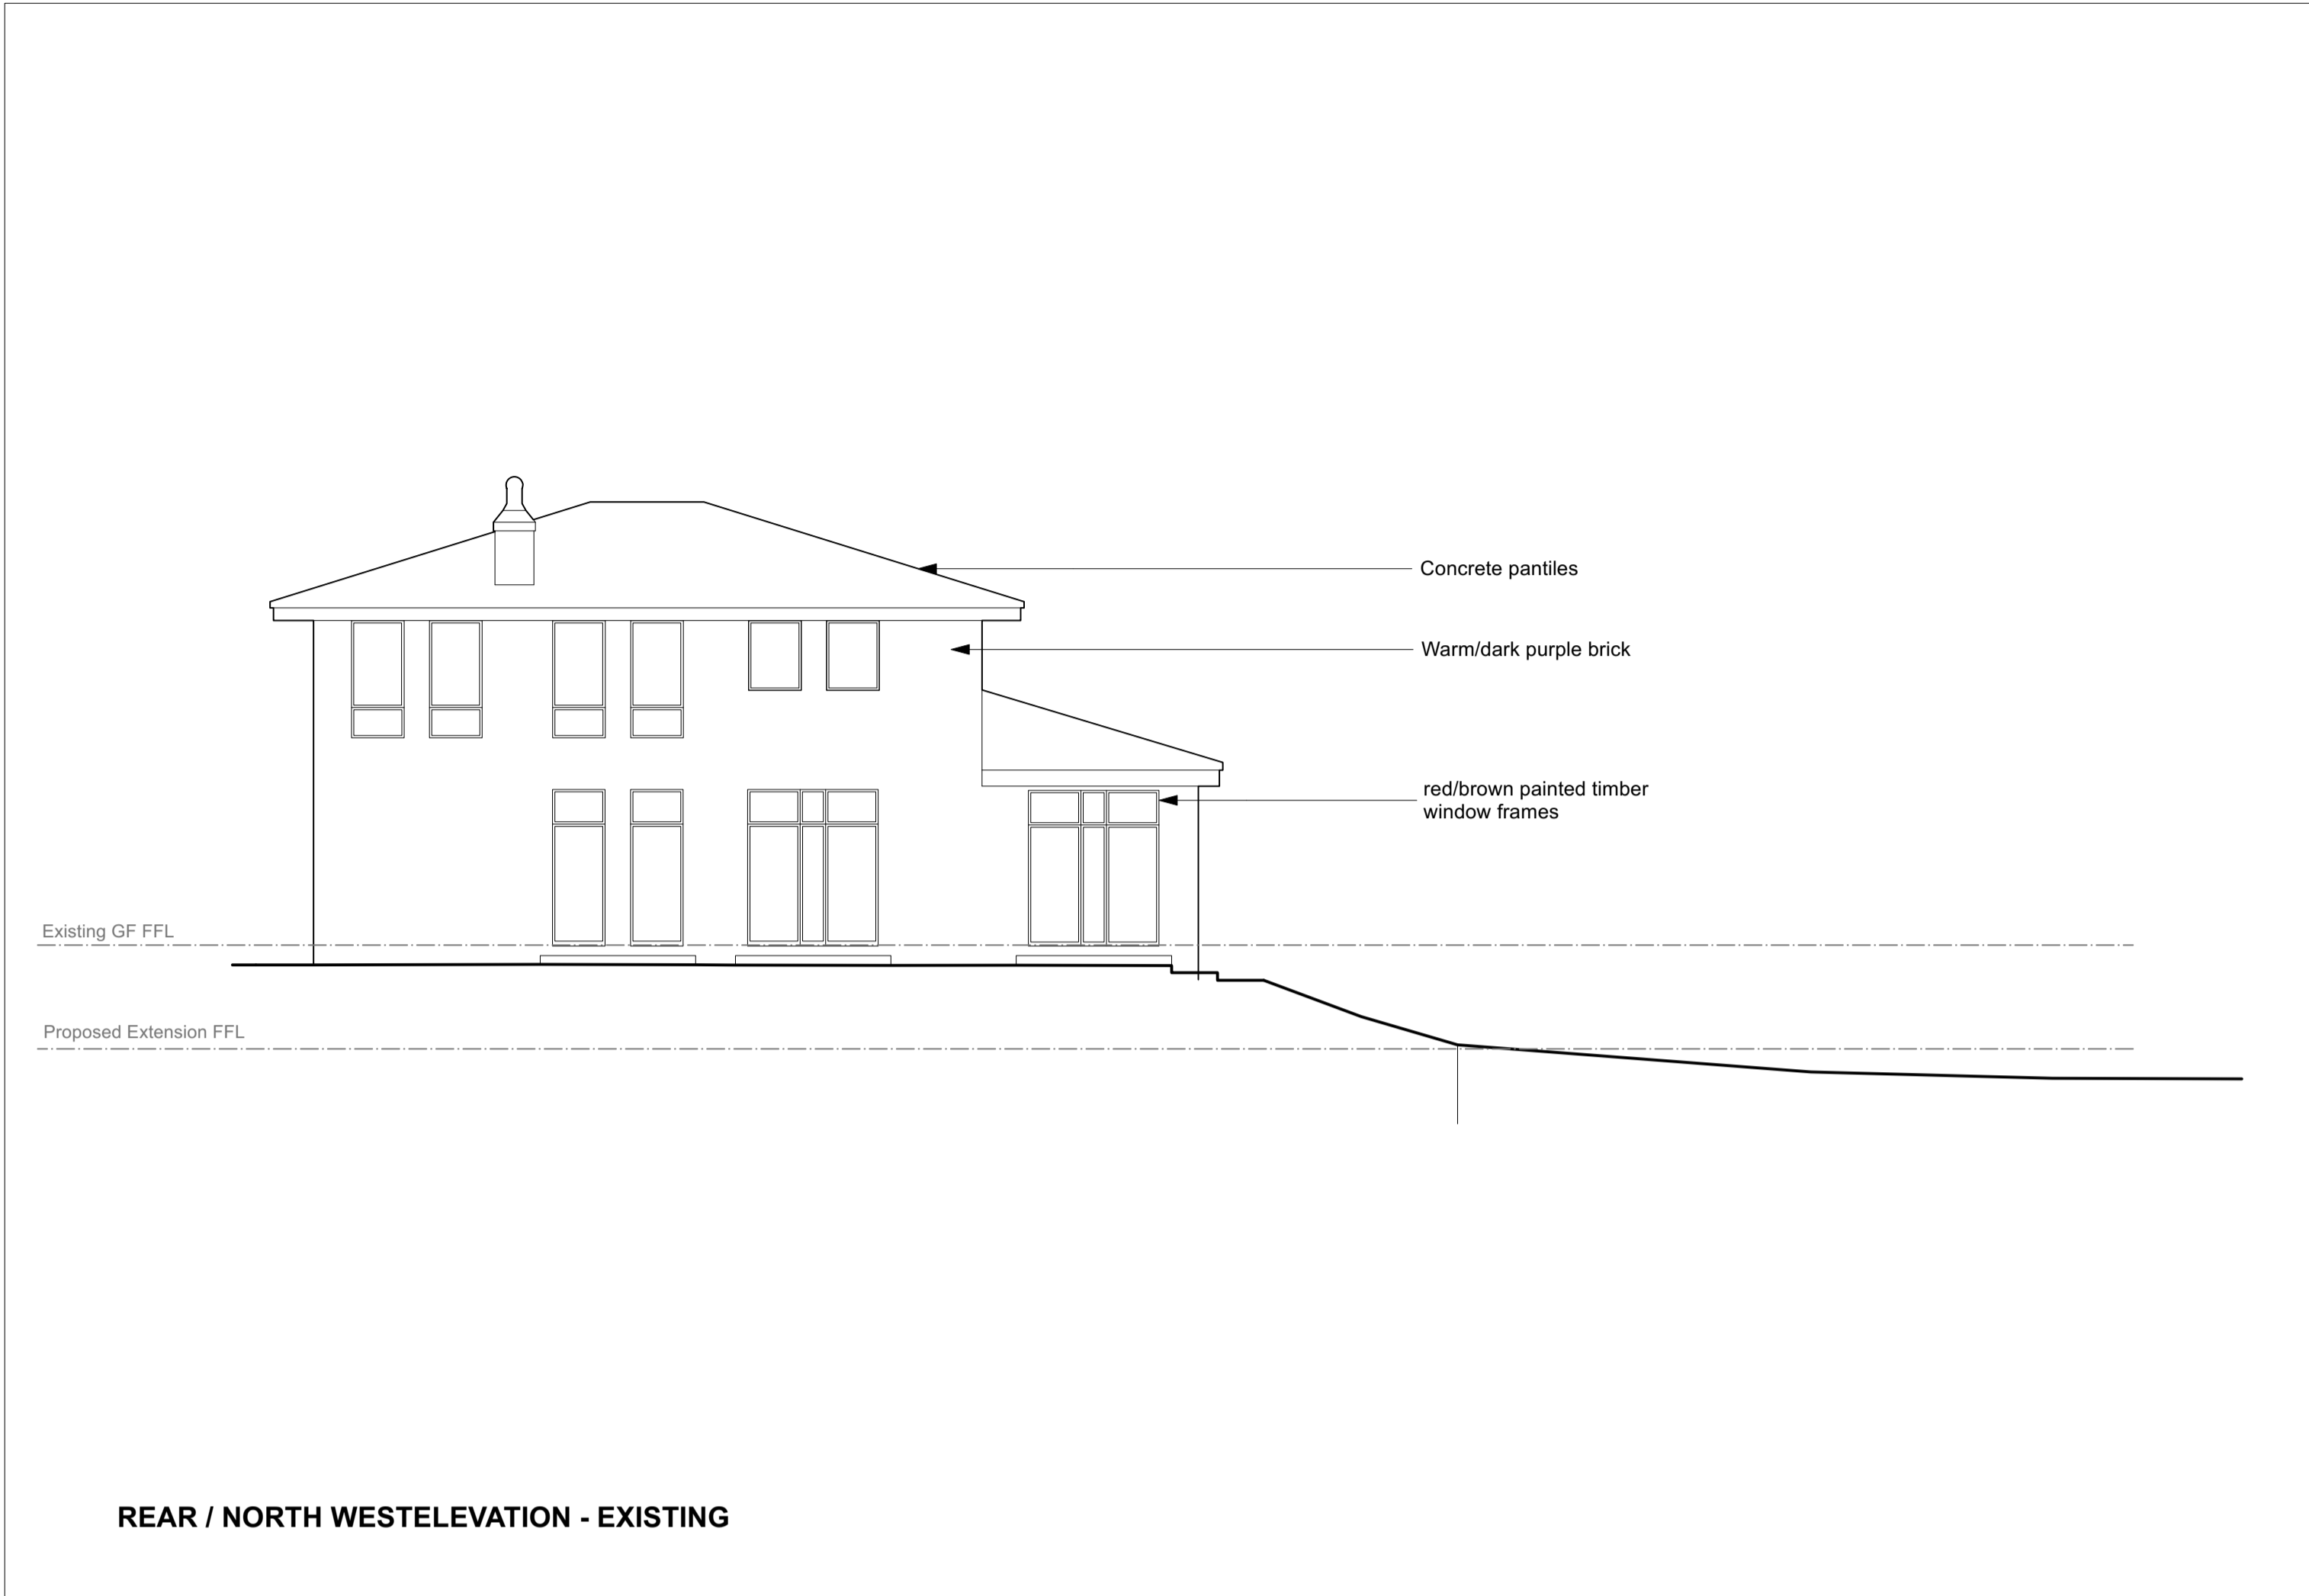 Concrete pantiles
Warm/dark purple brick
red/brown painted timber
window frames
Existing GF FFL
Proposed Extension FFL
REAR / NORTH WESTELEVATION - EXISTING